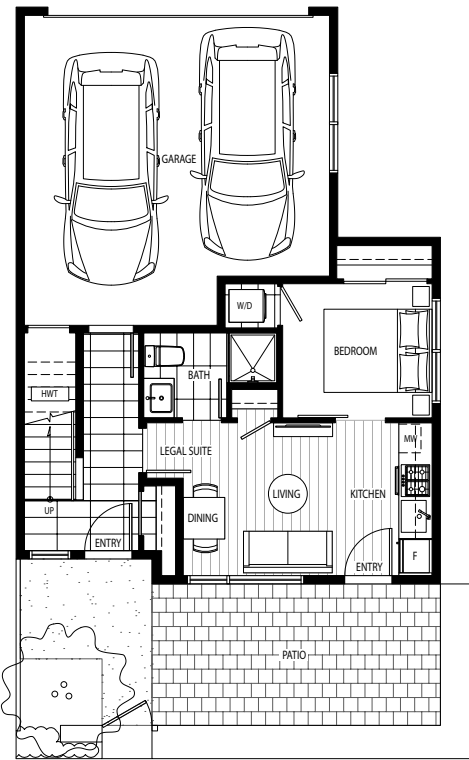 GARAGE
W/D
BEDROOM
BATH
HWT
MW
LEGAL SUITE
LIVING
KITCHEN
UP
DINING
ENTRY
F
ENTRY
PATIO